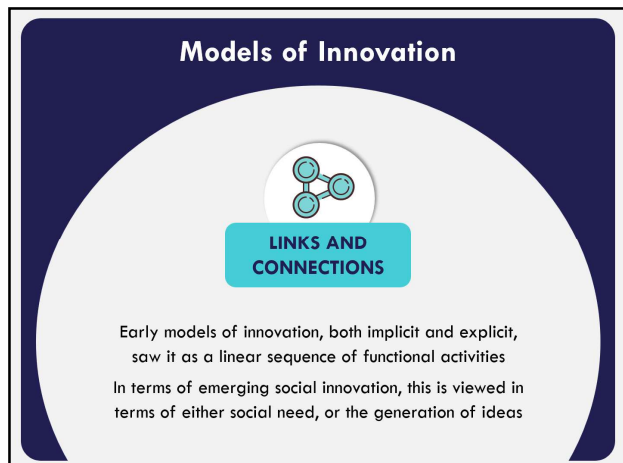 Models of Innovation
LINKS AND
CONNECTIONS
Early models of innovation, both implicit and explicit,
saw it as a linear sequence of functional activities
In terms of emerging social innovation, this is viewed in
terms of either social need, or the generation of ideas